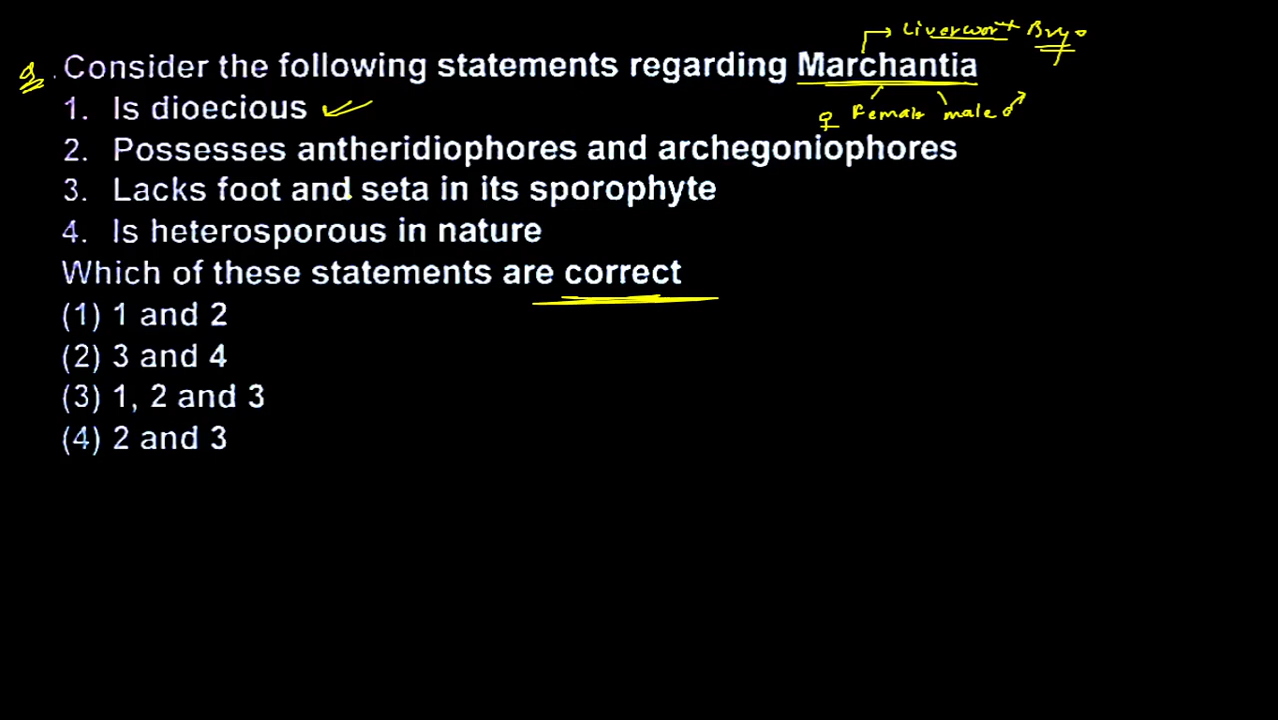 Liverwort Bryo
Q. Consider the following statements regarding Marchantia
1. Is dioecious
♀ Female male ♂
2. Possesses antheridiophores and archegoniophores
3. Lacks foot and seta in its sporophyte
4. Is heterosporous in nature
Which of these statements are correct
(1) 1 and 2
(2) 3 and 4
(3) 1, 2 and 3
(4) 2 and 3